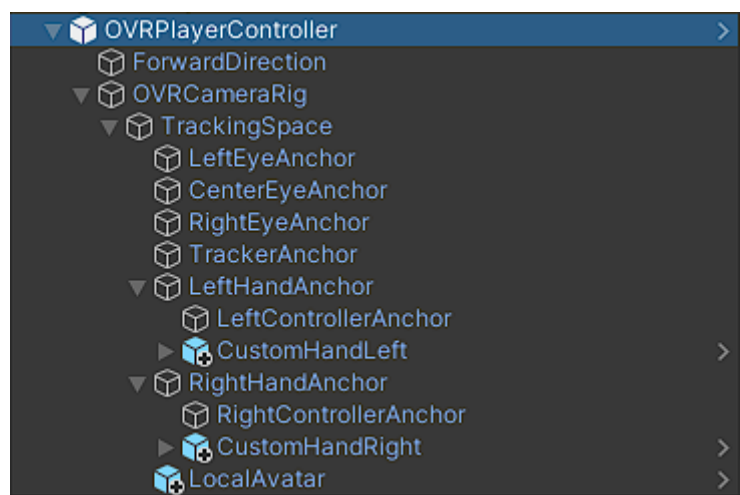 OVRPlayerController
ForwardDirection
OVRCameraRig
TrackingSpace
LeftEyeAnchor
CenterEyeAnchor
RightEyeAnchor
TrackerAnchor
LeftHandAnchor
LeftControllerAnchor
CustomHandLeft
RightHandAnchor
RightControllerAnchor
CustomHandRight
LocalAvatar